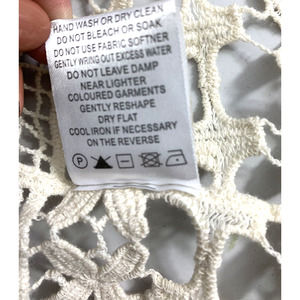 HAND WASH OR DRY CLEAN
DO NOT BLEACH OR SOAK
DO NOT USE FABRIC SOFTNER
GENTLY WRING OUT EXCESS WATER
DO NOT LEAVE DAMP
NEAR LIGHTER
COLOURED GARMENTS
GENTLY RESHAPE
DRY FLAT
COOL IRON IF NECESSARY
ON THE REVERSE
P